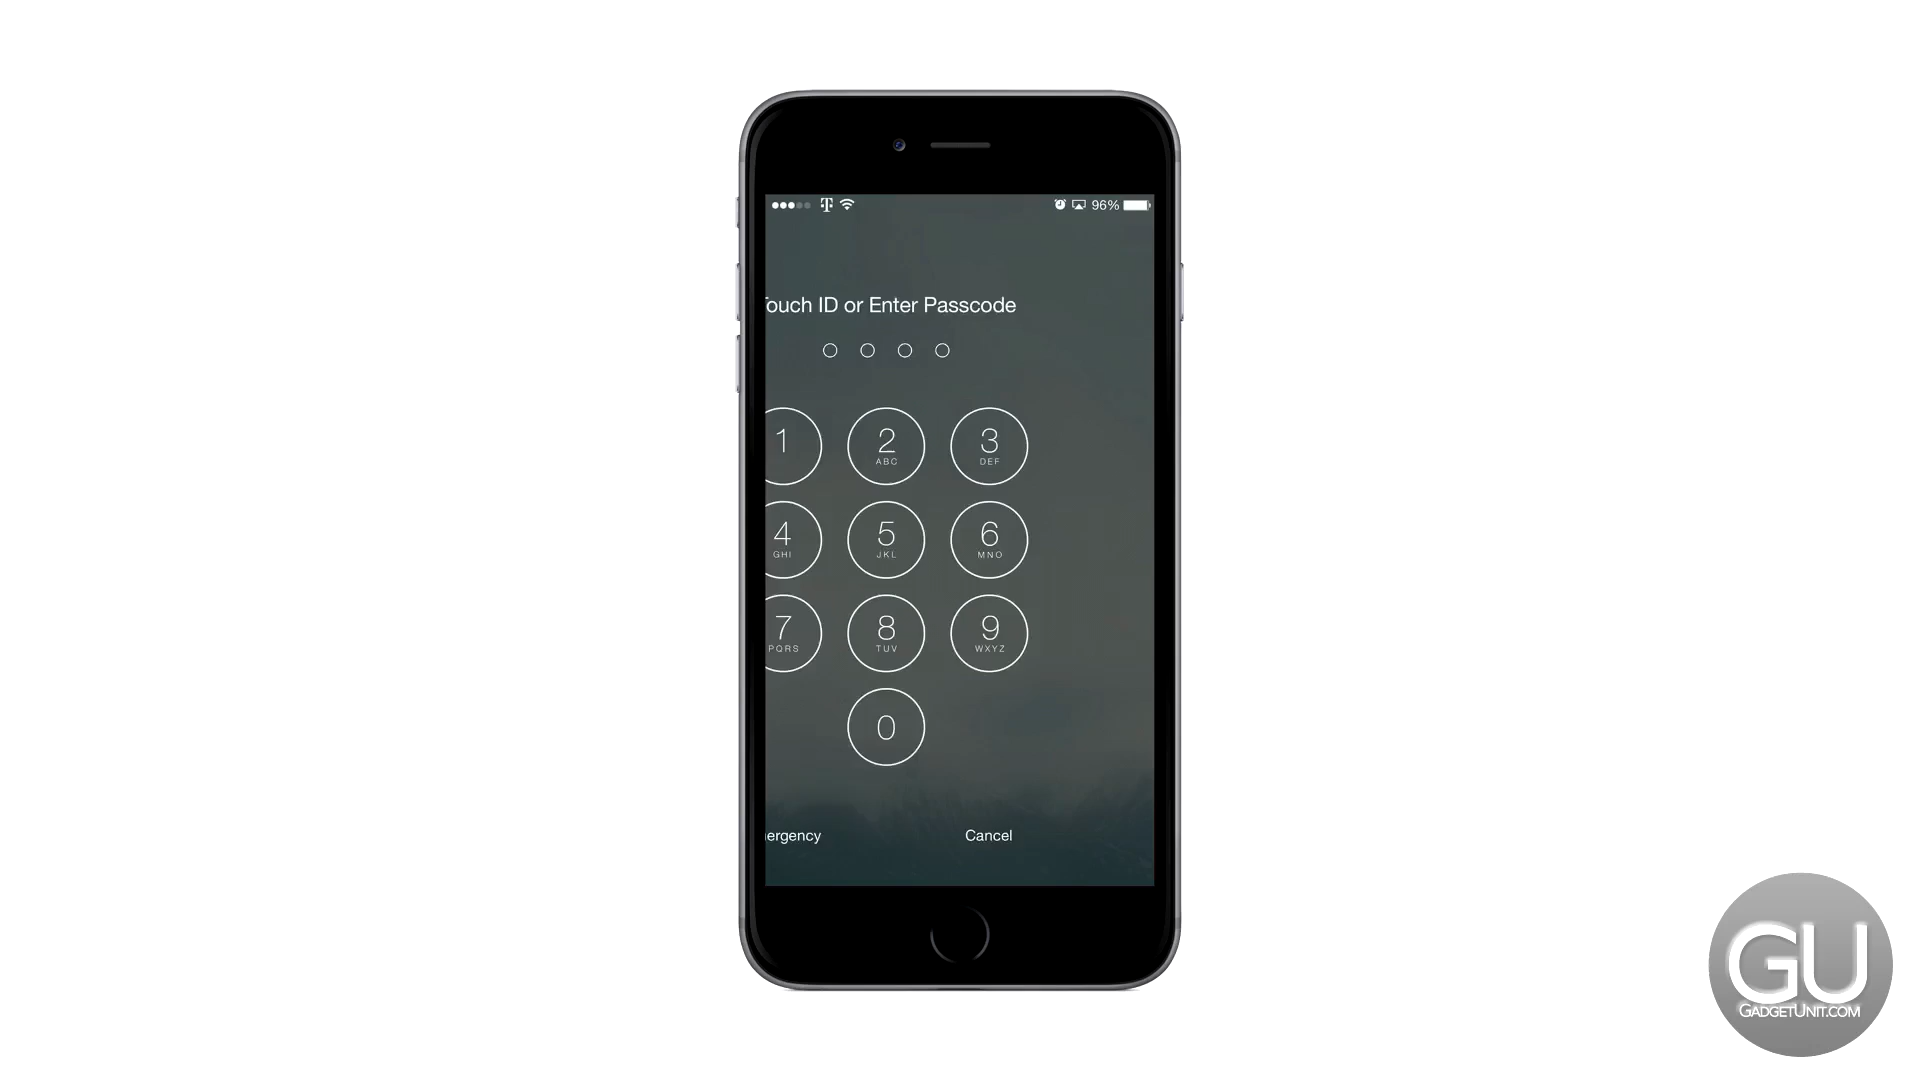 96%
Touch ID or Enter Passcode
1 2 3
ABC DEF
4 5 6
GHI JKL MNO
7 8 9
PQRS TUV WXYZ
0
ergency Cancel
GU
GADGETUNIT.COM